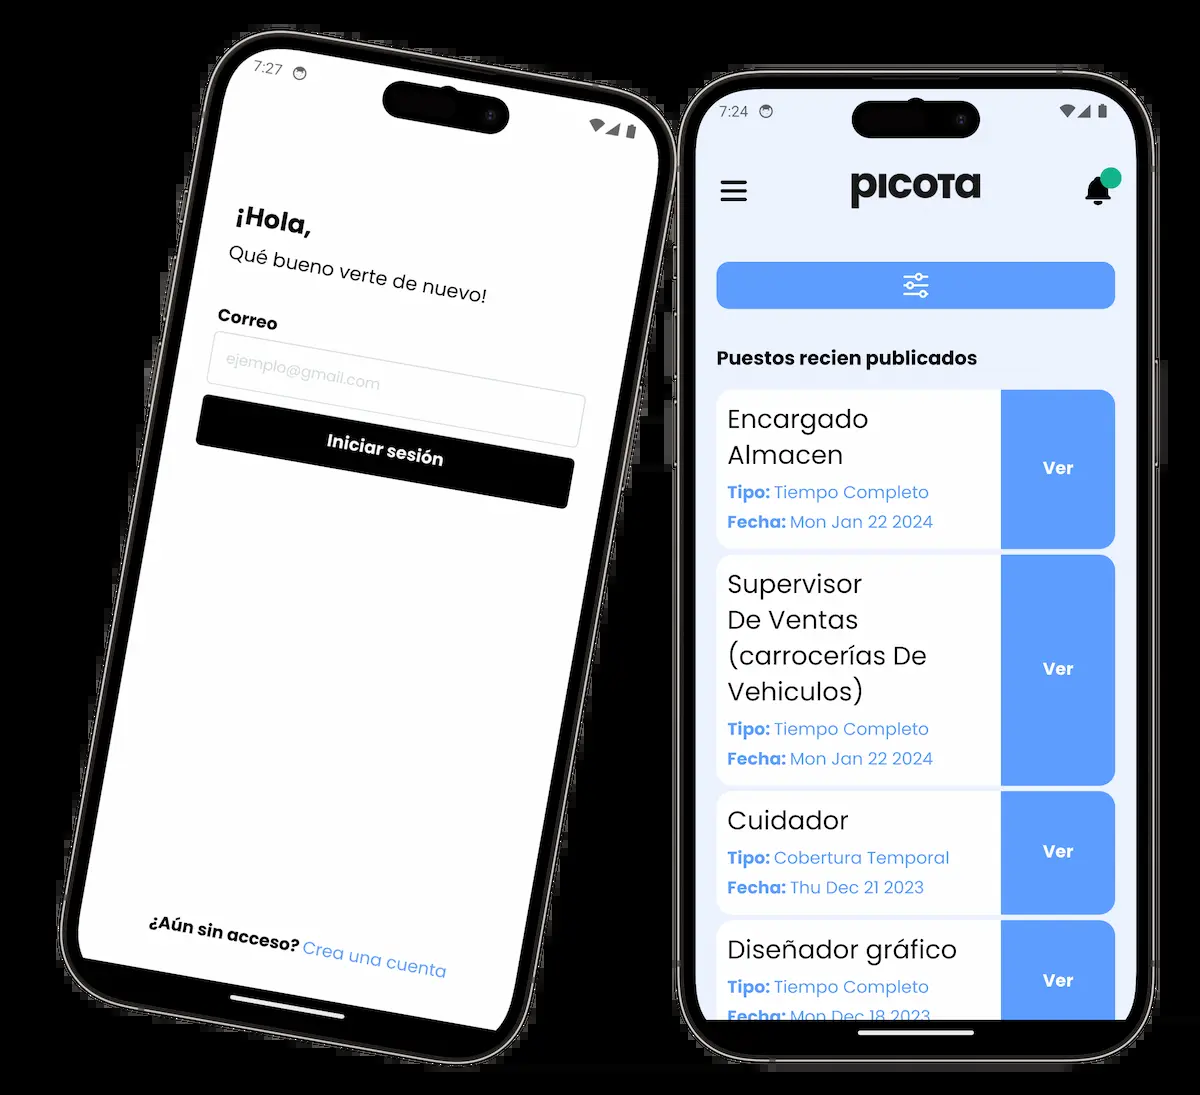 7:27
¡Hola,
Qué bueno verte de nuevo!
Correo
ejemplo@gmail.com
Iniciar sesión
¿Aún sin acceso? Crea una cuenta
7:24
picota
Puestos recien publicados
Encargado
Almacen
Tipo: Tiempo Completo
Fecha: Mon Jan 22 2024
Ver
Supervisor
De Ventas
(carrocerías De
Vehiculos)
Tipo: Tiempo Completo
Fecha: Mon Jan 22 2024
Ver
Cuidador
Tipo: Cobertura Temporal
Fecha: Thu Dec 21 2023
Ver
Diseñador gráfico
Tipo: Tiempo Completo
Fecha: Mon Dec 18 2023
Ver